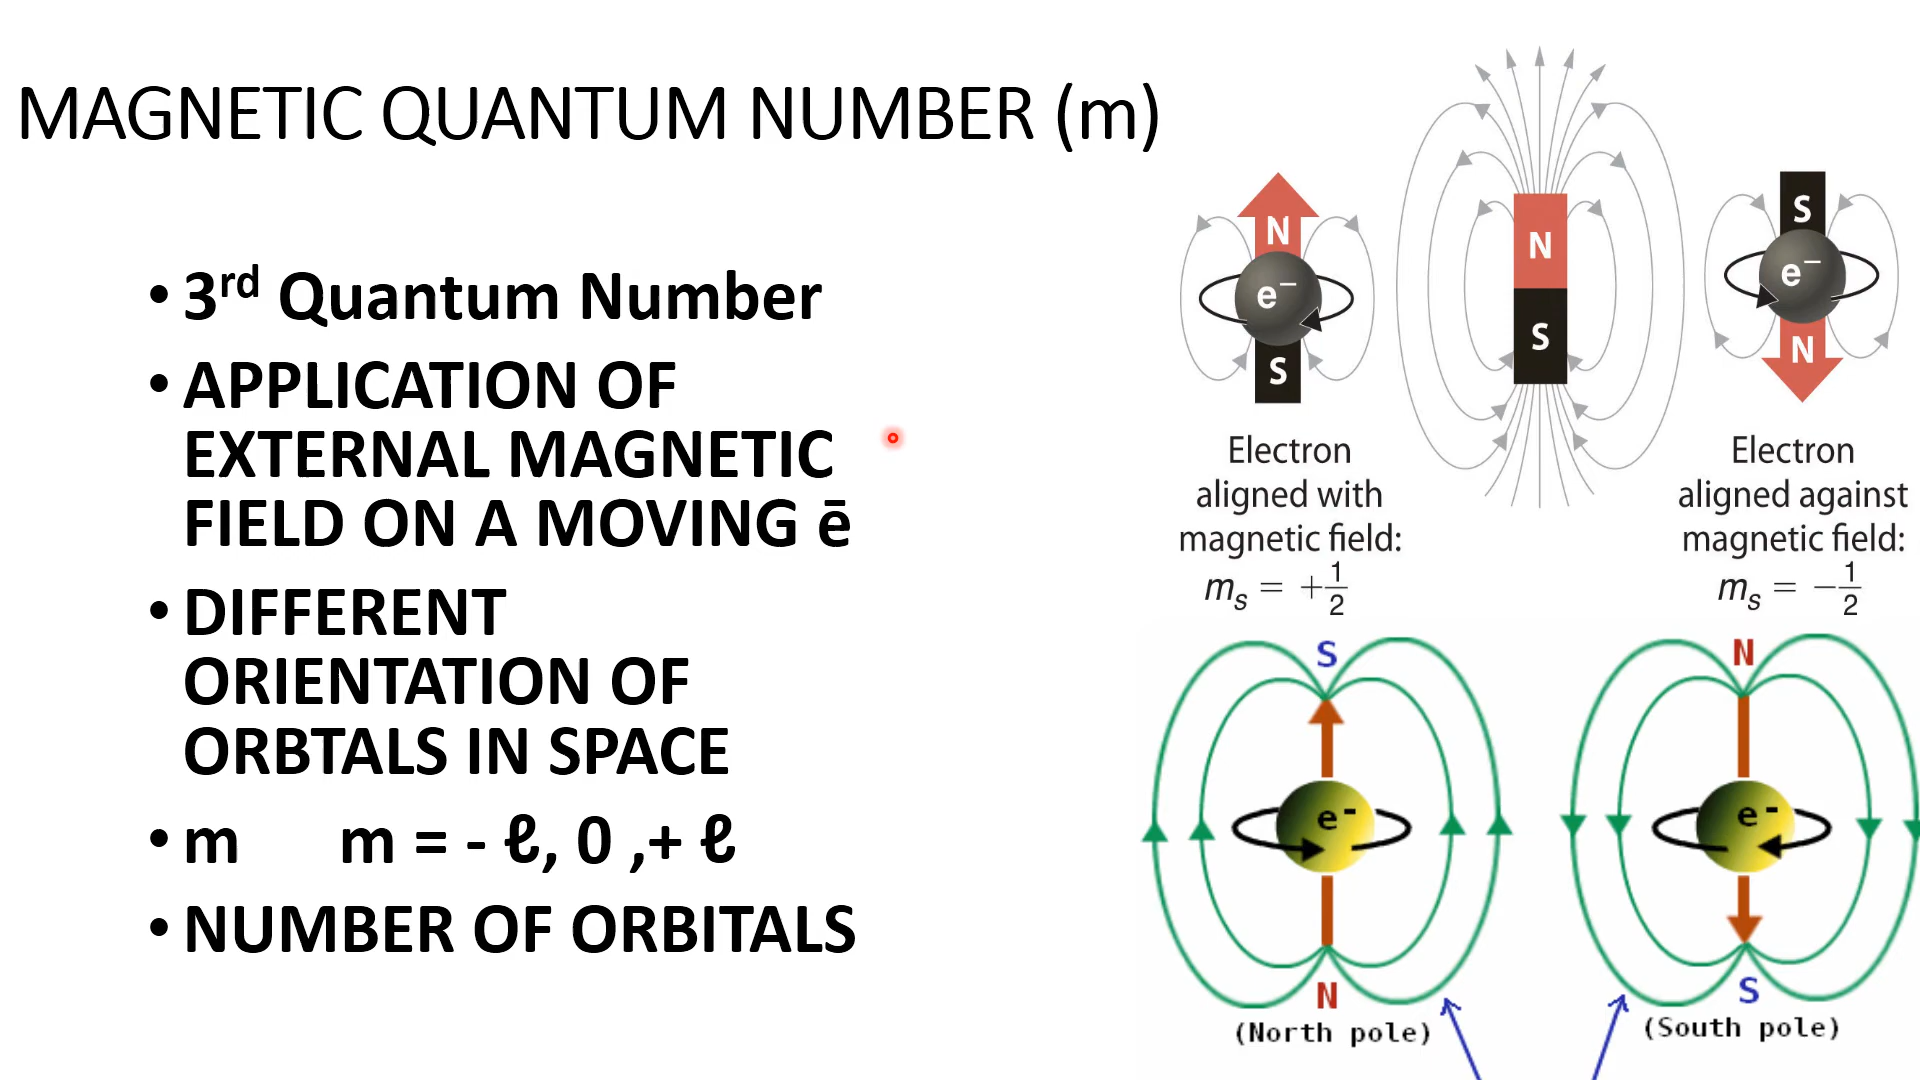 MAGNETIC QUANTUM NUMBER (m)
• 3rd Quantum Number
• APPLICATION OF
EXTERNAL MAGNETIC
FIELD ON A MOVING ē
• DIFFERENT
ORIENTATION OF
ORBTALS IN SPACE
• m m = - ℓ, 0 ,+ ℓ
• NUMBER OF ORBITALS
N
e⁻
S
N
S
S
e⁻
N
Electron
aligned with
magnetic field:
mₛ = +1/2
Electron
aligned against
magnetic field:
mₛ = −1/2
S
e-
N
(North pole)
N
e-
S
(South pole)